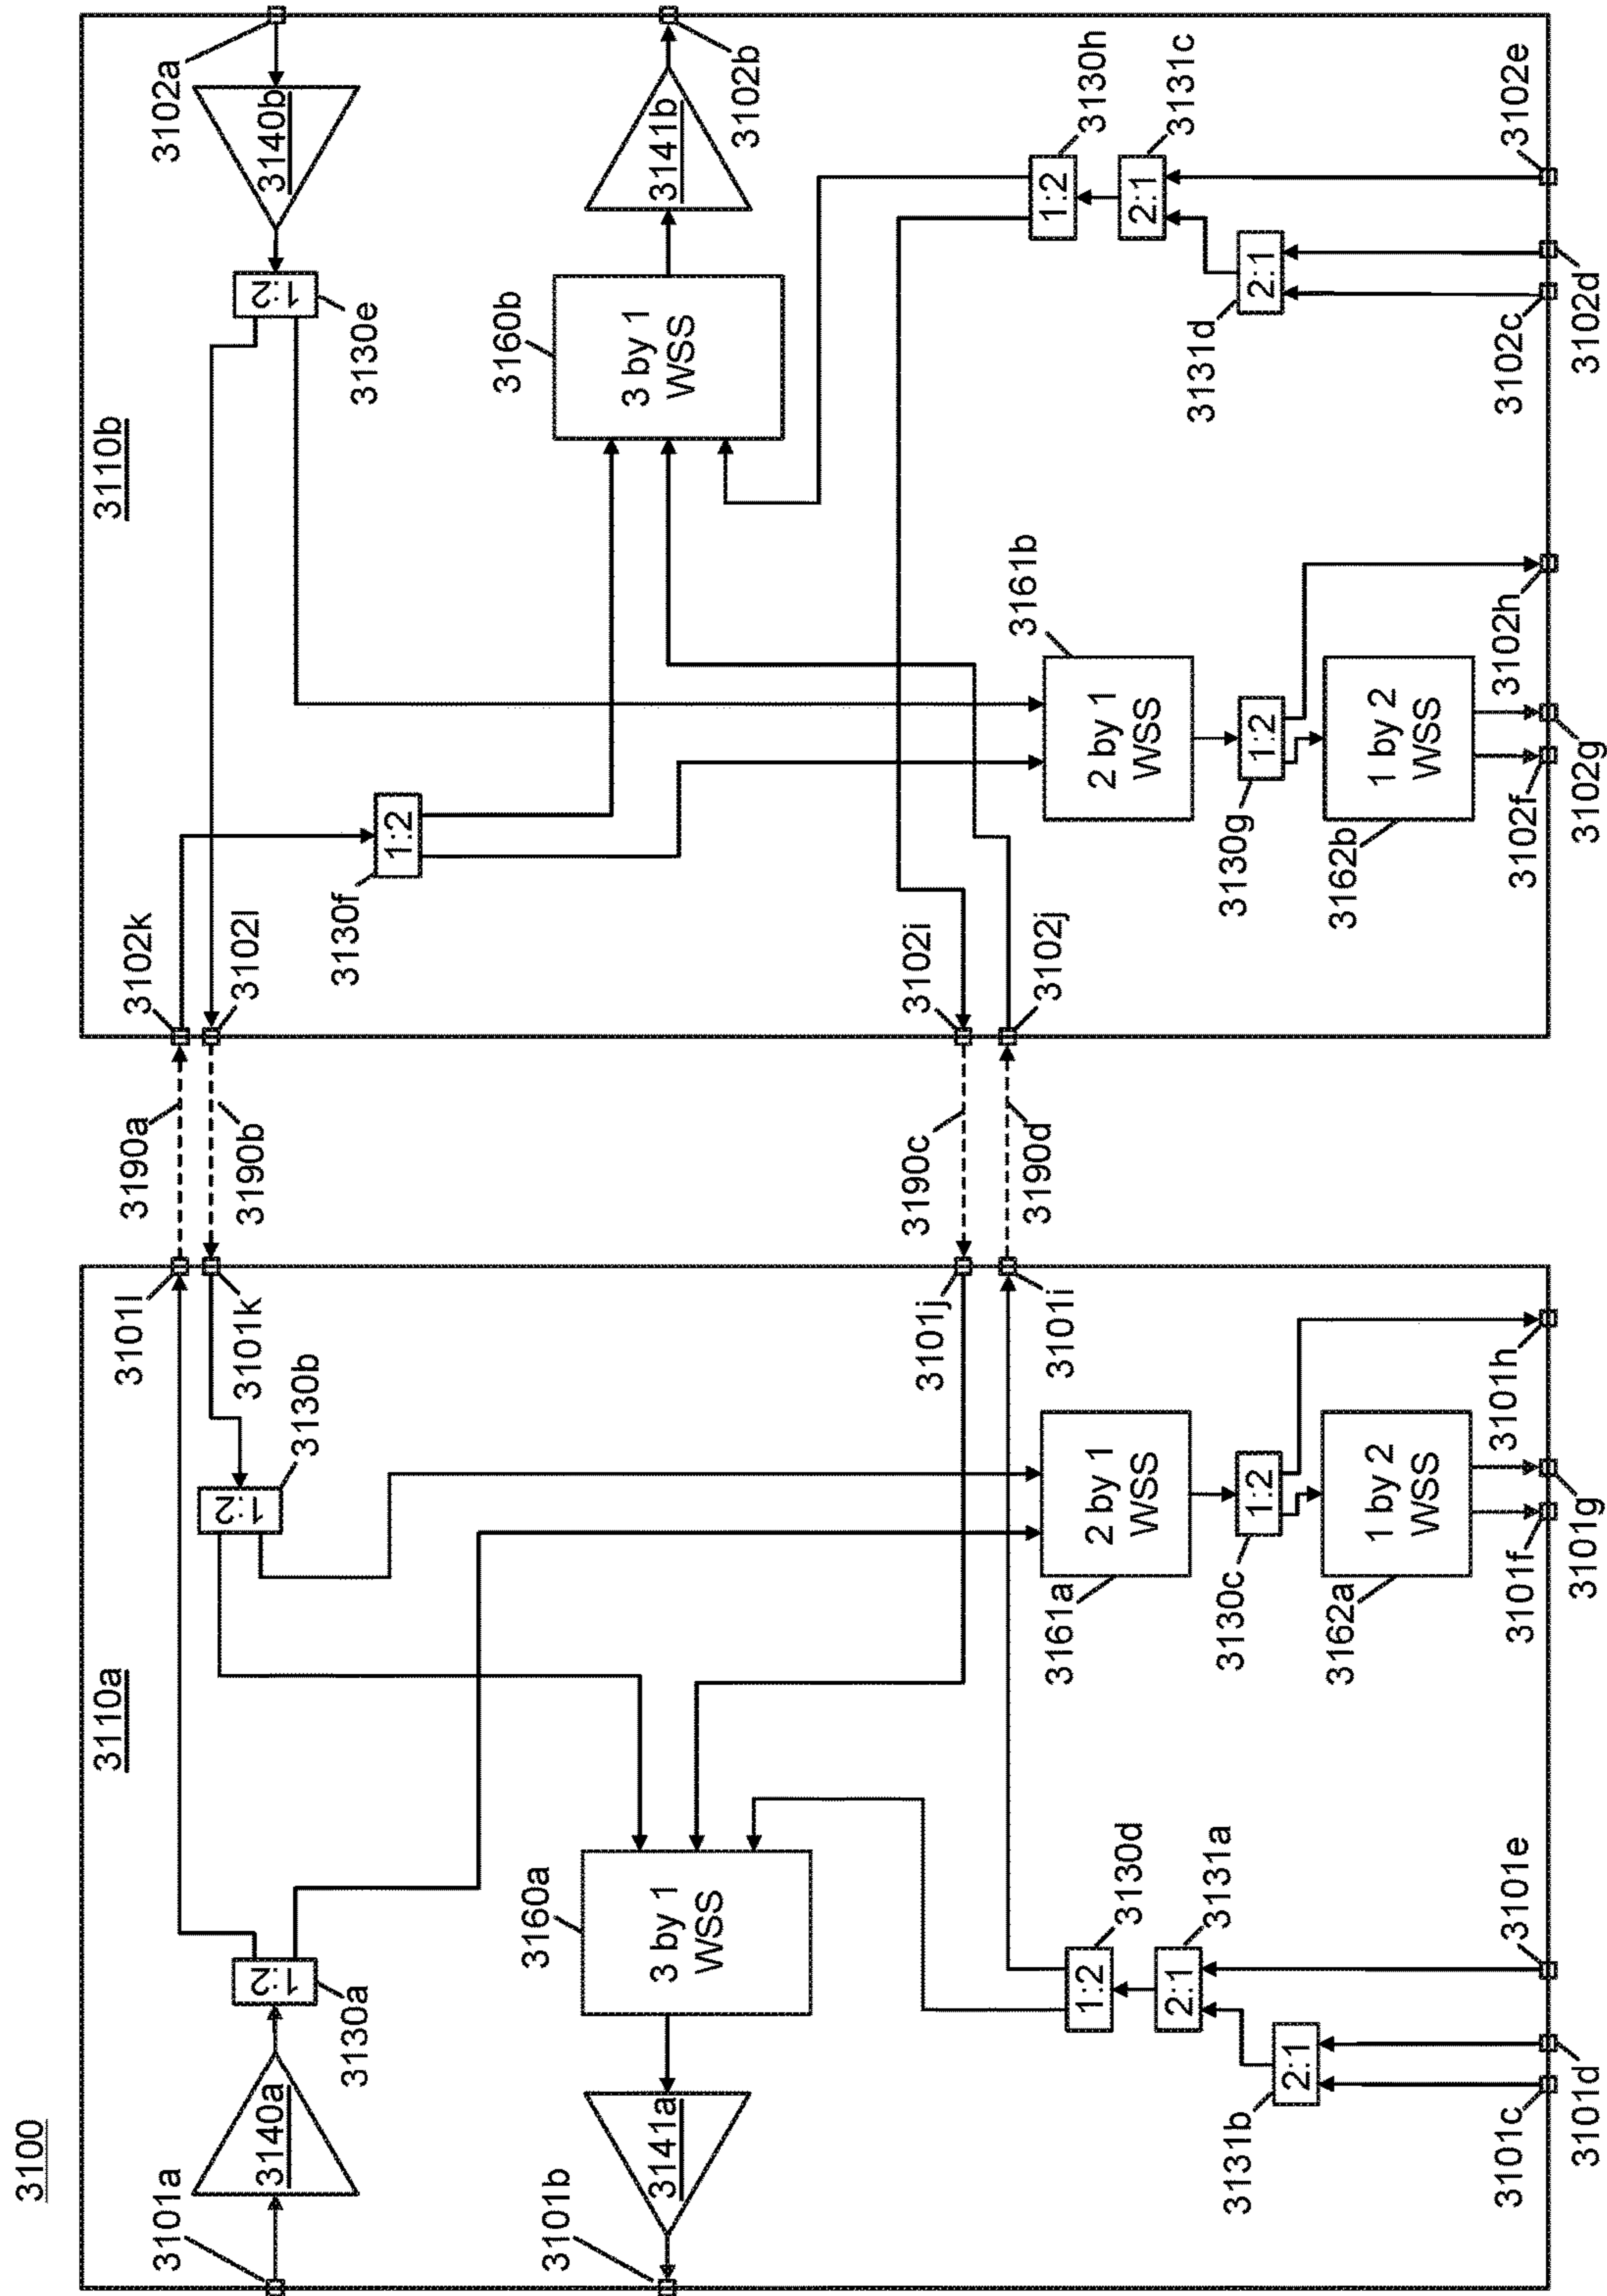 3100
3110a
3101a
3140a
1:2
3130a
3101l
3101k
1:2
3130b
3101b
3141a
3160a
3 by 1
WSS
3101j
3101i
3161a
2 by 1
WSS
3130c
1:2
3162a
1 by 2
WSS
3101f
3101g
3101h
1:2
3130d
2:1
3131a
3131b
2:1
3101c
3101d
3101e
3190a
3190b
3190c
3190d
3110b
3102k
3102l
3130f
1:2
1:2
3130e
3140b
3102a
3160b
3 by 1
WSS
3141b
3102b
3102i
3102j
3161b
2 by 1
WSS
3130g
1:2
3162b
1 by 2
WSS
3102f
3102g
3102h
1:2
3130h
2:1
3131c
3131d
2:1
3102c
3102d
3102e